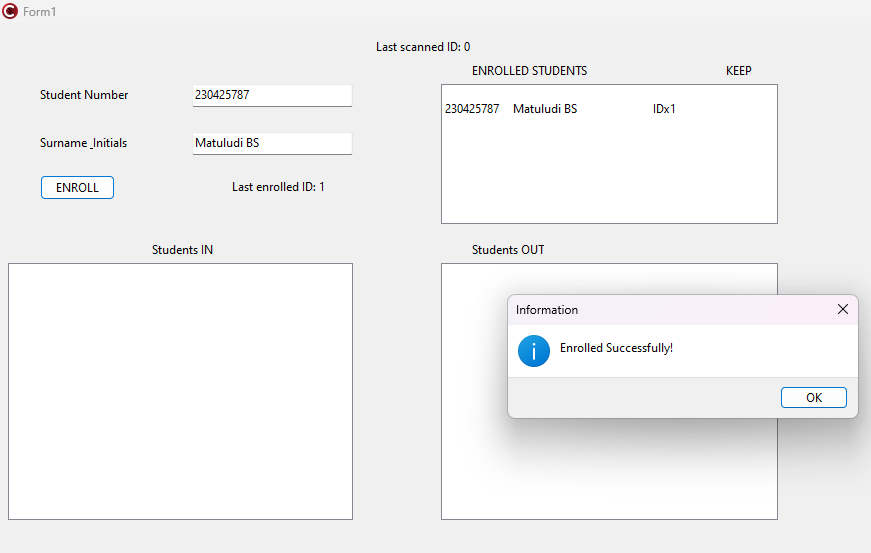 Form1
Last scanned ID: 0
ENROLLED STUDENTS KEEP
Student Number 230425787
230425787 Matuludi BS IDx1
Surname_Initials Matuludi BS
ENROLL Last enrolled ID: 1
Students IN Students OUT
Information
i
Enrolled Successfully!
OK